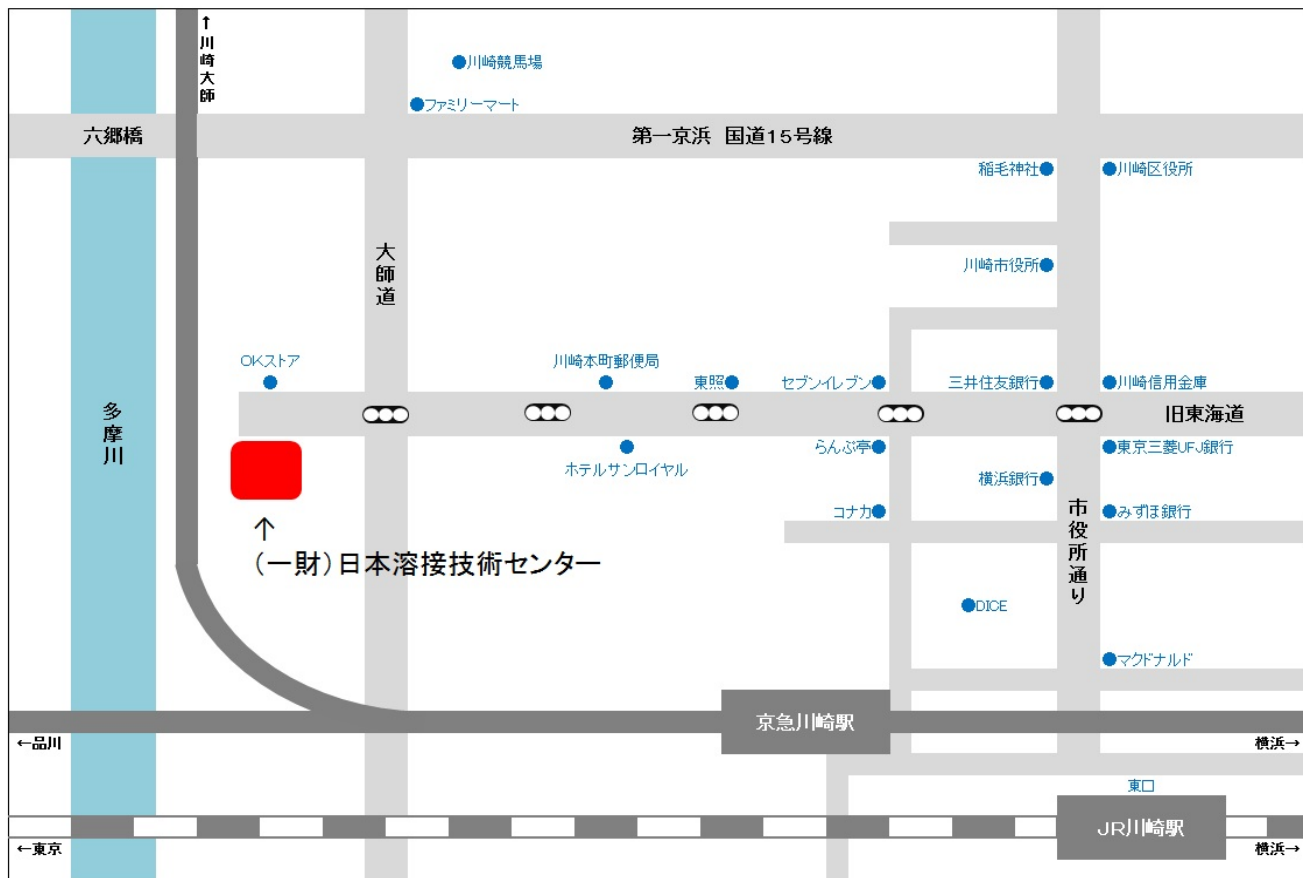 ↑川崎大師
川崎競馬場
ファミリーマート
六郷橋
第一京浜 国道15号線
稲毛神社
川崎区役所
大師道
川崎市役所
OKストア
川崎本町郵便局
東照
セブンイレブン
三井住友銀行
川崎信用金庫
多摩川
旧東海道
ホテルサンロイヤル
らんぷ亭
東京三菱UFJ銀行
横浜銀行
コナカ
みずほ銀行
市役所通り
↑
(一財)日本溶接技術センター
DICE
マクドナルド
京急川崎駅
←品川
横浜→
東口
JR川崎駅
←東京
横浜→